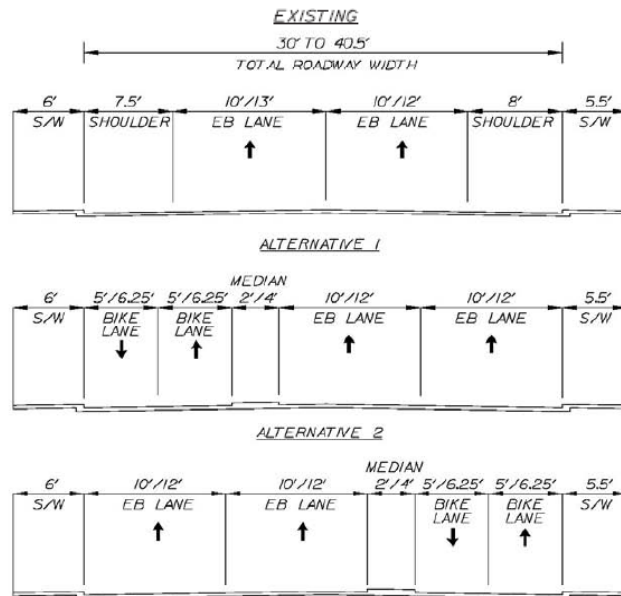 EXISTING
30' TO 40.5'
TOTAL ROADWAY WIDTH
6' 7.5' 10'/13' 10'/12' 8' 5.5'
S/W SHOULDER EB LANE EB LANE SHOULDER S/W
ALTERNATIVE 1
MEDIAN
6' 5'/6.25' 5'/6.25' 2'/4' 10'/12' 10'/12' 5.5'
S/W BIKE LANE BIKE LANE EB LANE EB LANE S/W
ALTERNATIVE 2
MEDIAN
6' 10'/12' 10'/12' 2'/4' 5'/6.25' 5'/6.25' 5.5'
S/W EB LANE EB LANE BIKE LANE BIKE LANE S/W